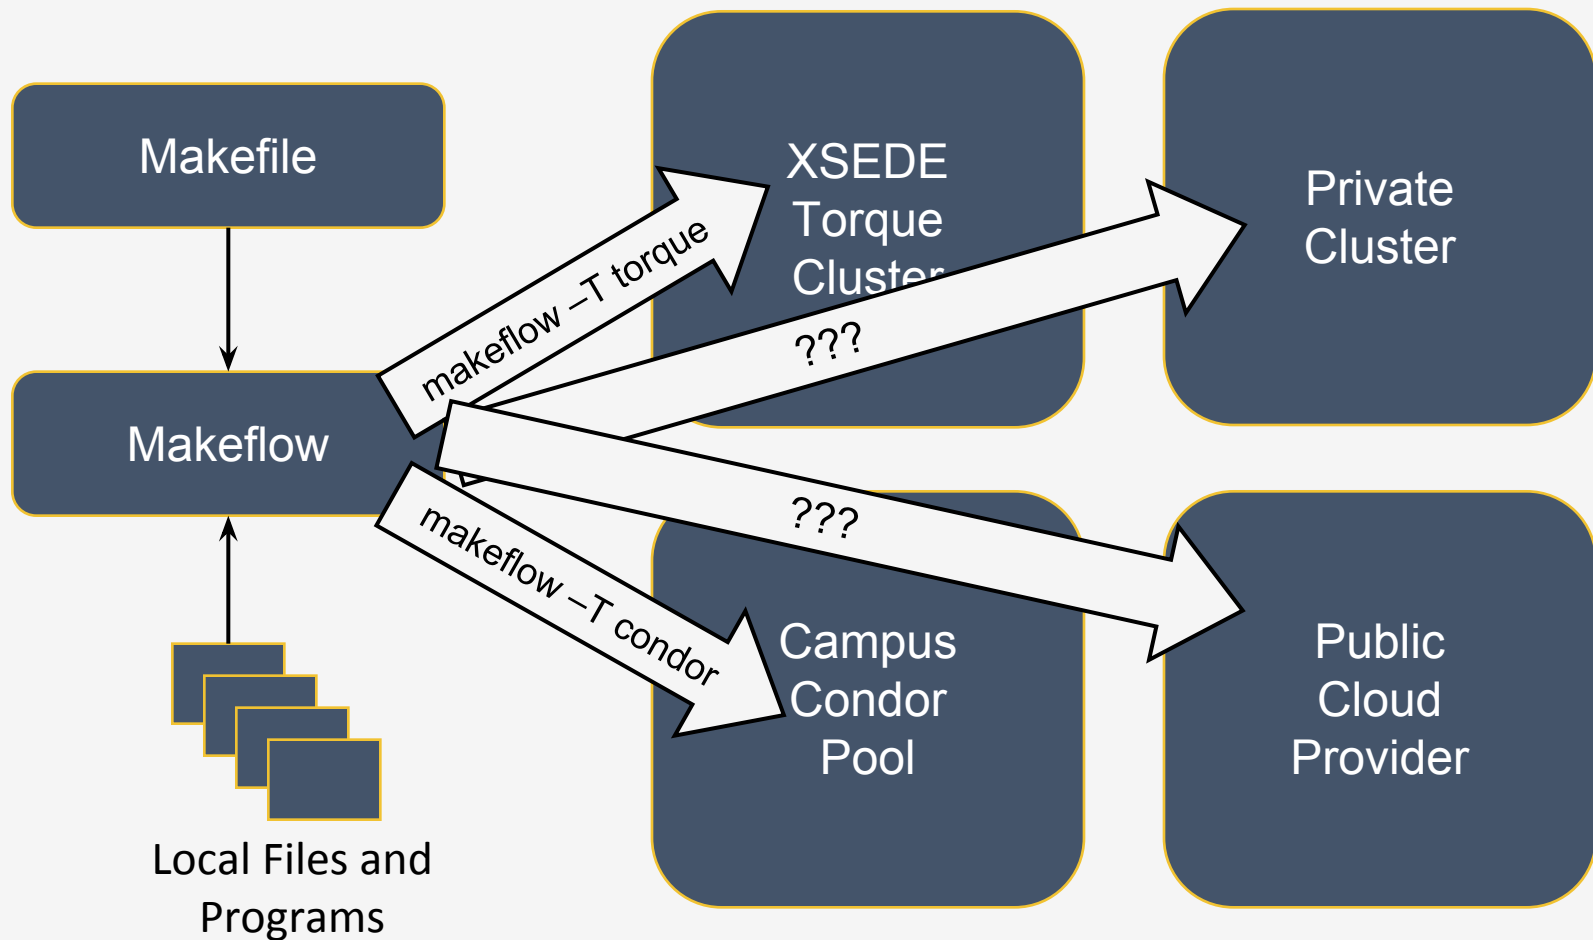 Makefile
Makeflow
Local Files and
Programs
makeflow –T torque
???
???
makeflow –T condor
XSEDE
Torque
Cluster
Private
Cluster
Campus
Condor
Pool
Public
Cloud
Provider